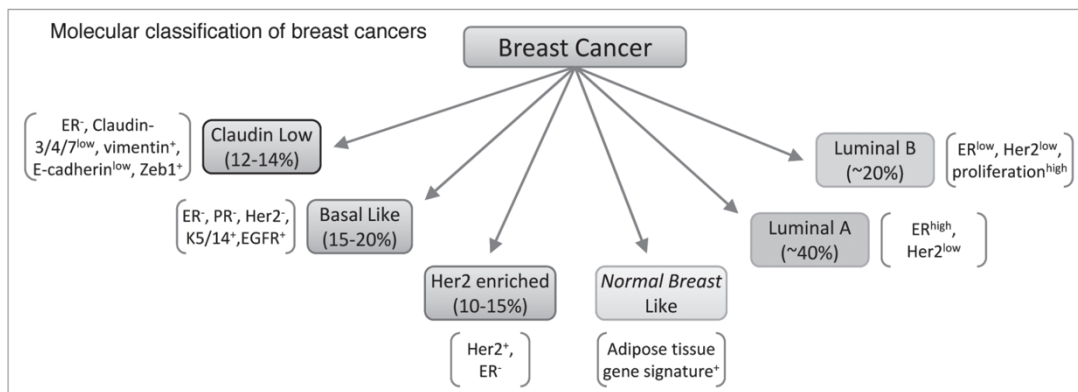 Molecular classification of breast cancers
Breast Cancer
ER⁻, Claudin-
3/4/7ˡᵒʷ, vimentin⁺,
E-cadherinˡᵒʷ, Zeb1⁺
Claudin Low
(12-14%)
Luminal B
(~20%)
ERˡᵒʷ, Her2ˡᵒʷ,
proliferationʰⁱᵍʰ
ER⁻, PR⁻, Her2⁻,
K5/14⁺,EGFR⁺
Basal Like
(15-20%)
Luminal A
(~40%)
ERʰⁱᵍʰ,
Her2ˡᵒʷ
Her2 enriched
(10-15%)
Normal Breast
Like
Her2⁺,
ER⁻
Adipose tissue
gene signature⁺